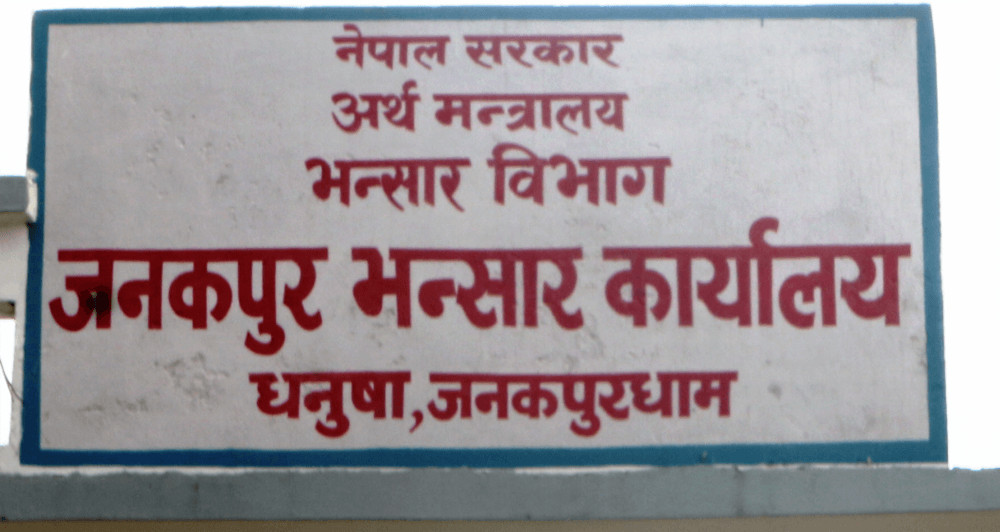 नेपाल सरकार
अर्थ मन्त्रालय
भन्सार विभाग
जनकपुर भन्सार कार्यालय
धनुषा,जनकपुरधाम